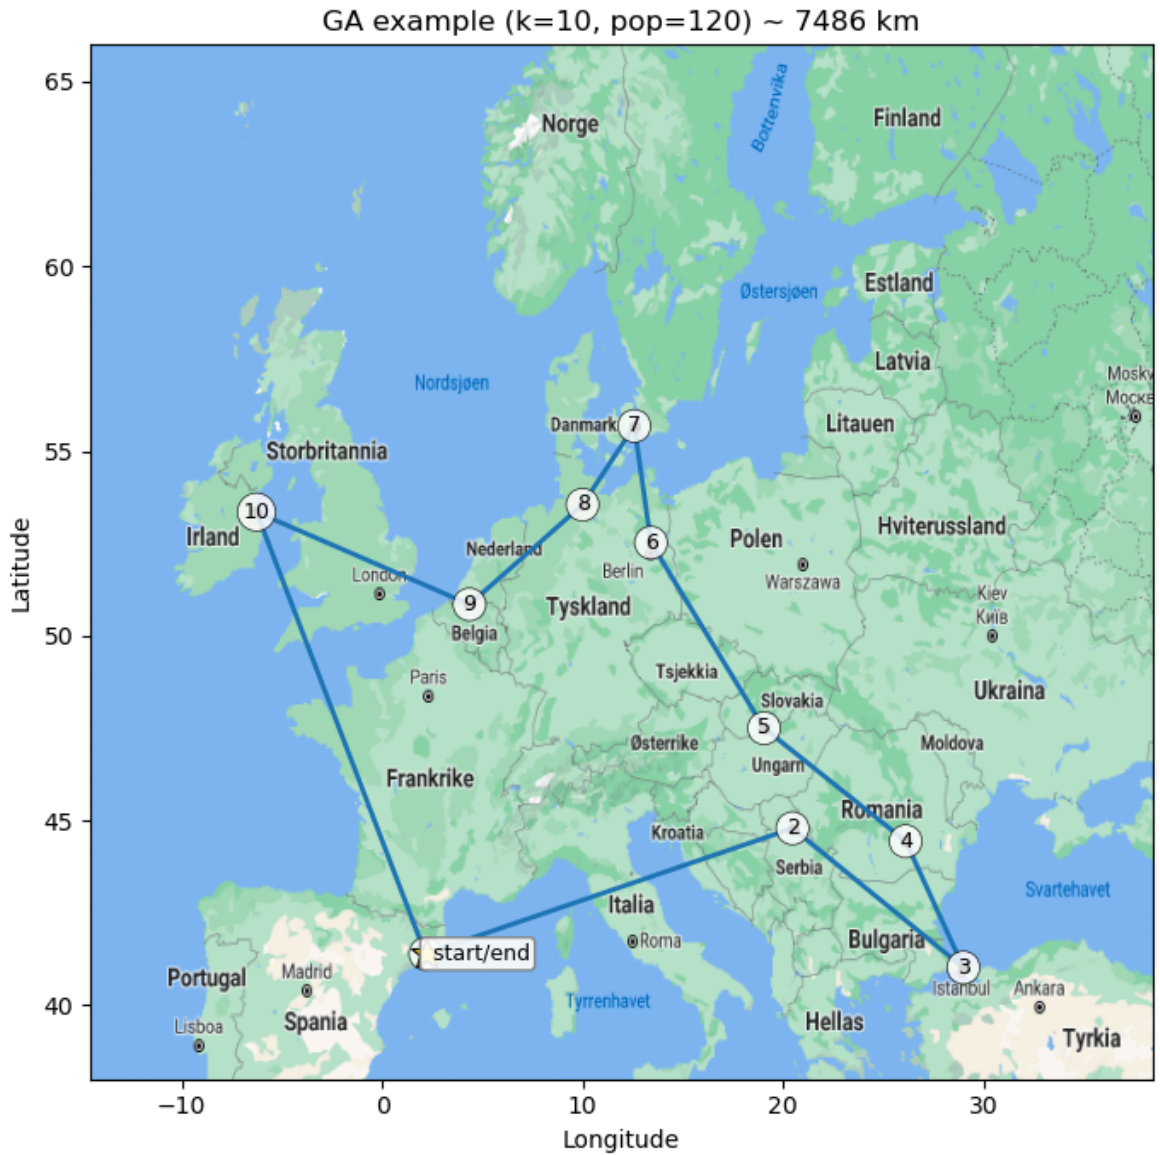 GA example (k=10, pop=120) ~ 7486 km
65
Norge
Bottenvika
Finland
60
Østersjøen
Estland
Nordsjøen
Latvia
Moskv
Москв
Storbritannia
Danmark
7
Litauen
55
10
Irland
8
Nederland
6
Berlin
Polen
Warszawa
Hviterussland
London
9
Belgia
Tyskland
Kiev
Київ
50
Paris
Tsjekkia
Slovakia
Ukraina
Østerrike
5
Ungarn
Moldova
Frankrike
45
Kroatia
2
Romania
4
Serbia
Svartehavet
Italia
Roma
start/end
Bulgaria
3
Istanbul
Ankara
Portugal
Madrid
Lisboa
Spania
Tyrrenhavet
Hellas
Tyrkia
40
−10
0
10
20
30
Longitude
Latitude